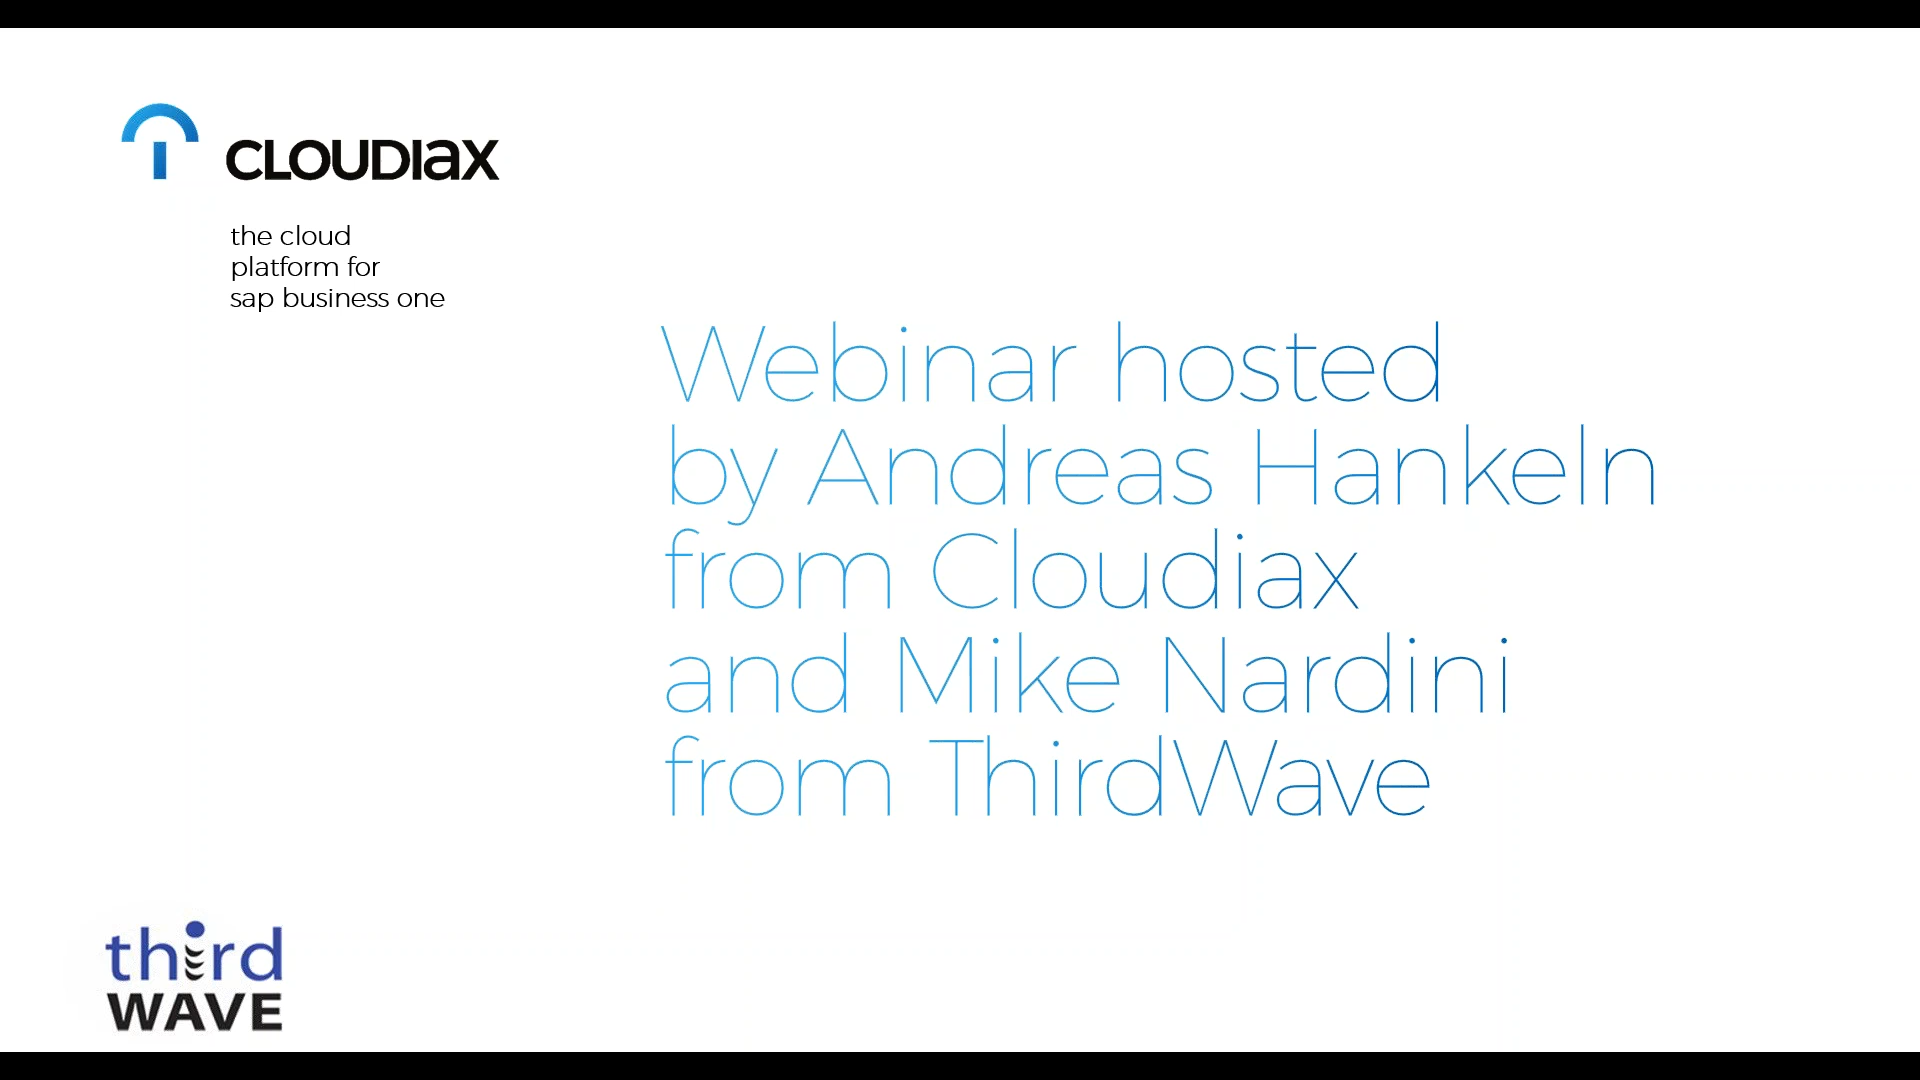 CLOUDIaX
the cloud
platform for
sap business one
Webinar hosted
by Andreas Hankeln
from Cloudiax
and Mike Nardini
from ThirdWave
third
WAVE